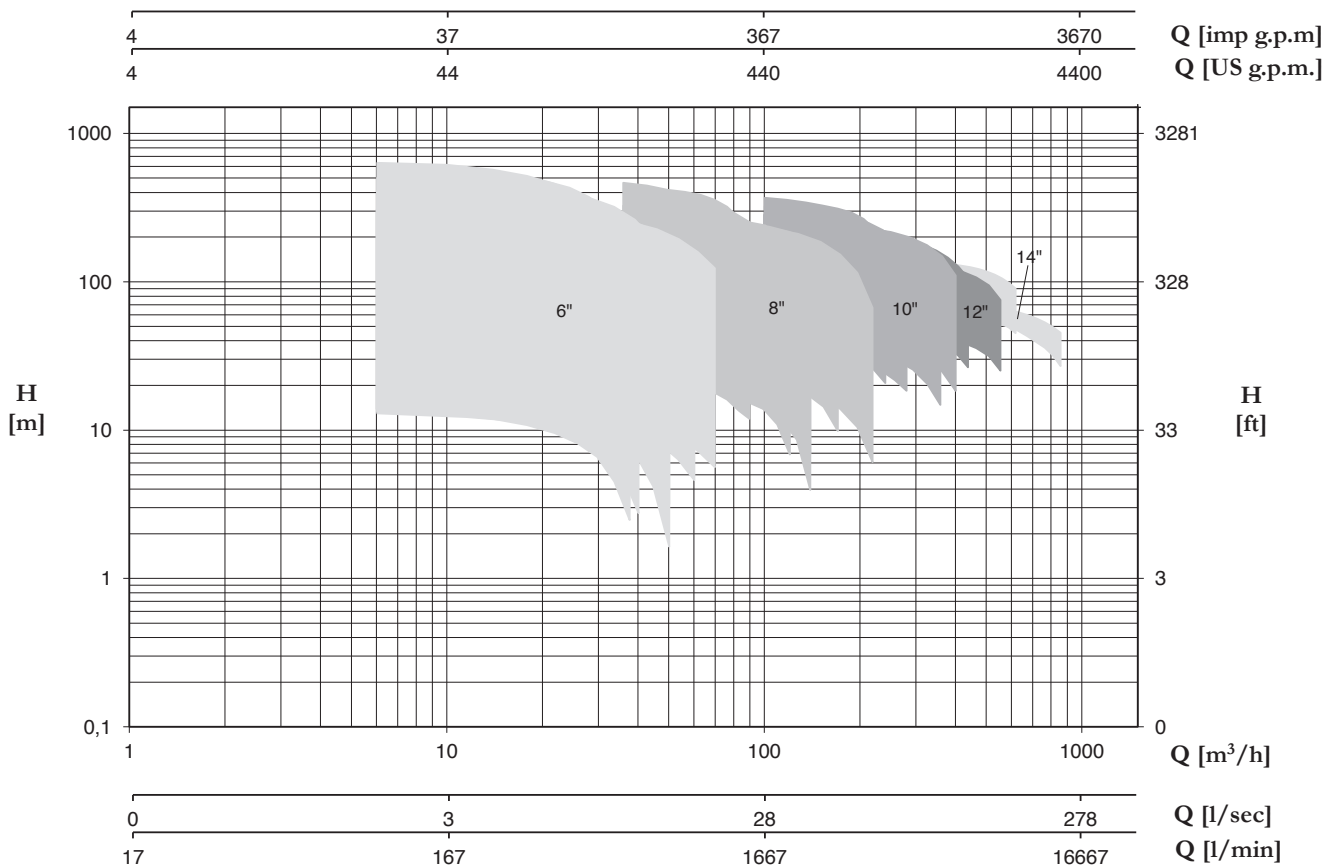 4 37 367 3670 Q [imp g.p.m]
4 44 440 4400 Q [US g.p.m.]
1000 3281
14"
100 328
6" 8" 10" 12"
H H
[m] [ft]
10 33
1 3
0,1 0
1 10 100 1000 Q [m³/h]
0 3 28 278 Q [l/sec]
17 167 1667 16667 Q [l/min]